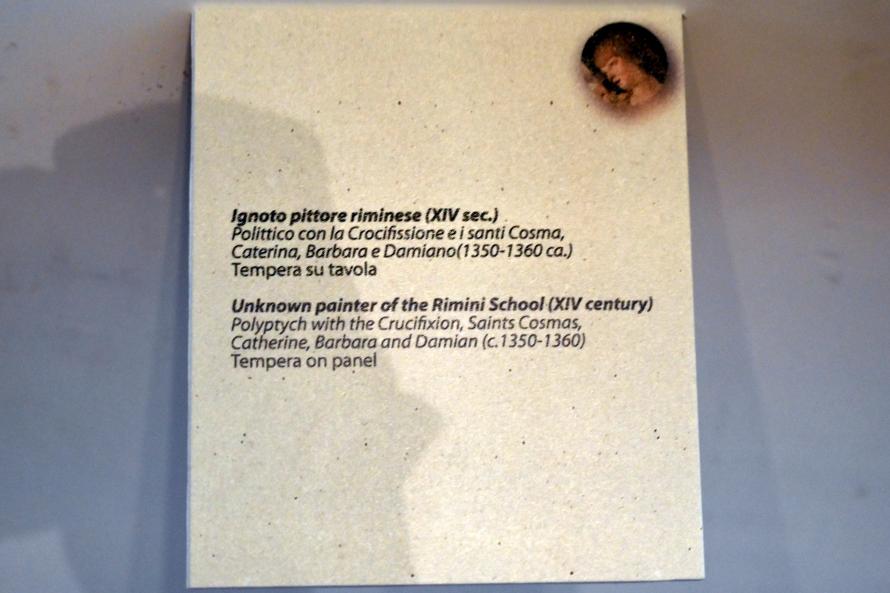 Ignoto pittore riminese (XIV sec.)
Polittico con la Crocifissione e i santi Cosma,
Caterina, Barbara e Damiano(1350-1360 ca.)
Tempera su tavola
Unknown painter of the Rimini School (XIV century)
Polyptych with the Crucifixion, Saints Cosmas,
Catherine, Barbara and Damian (c.1350-1360)
Tempera on panel